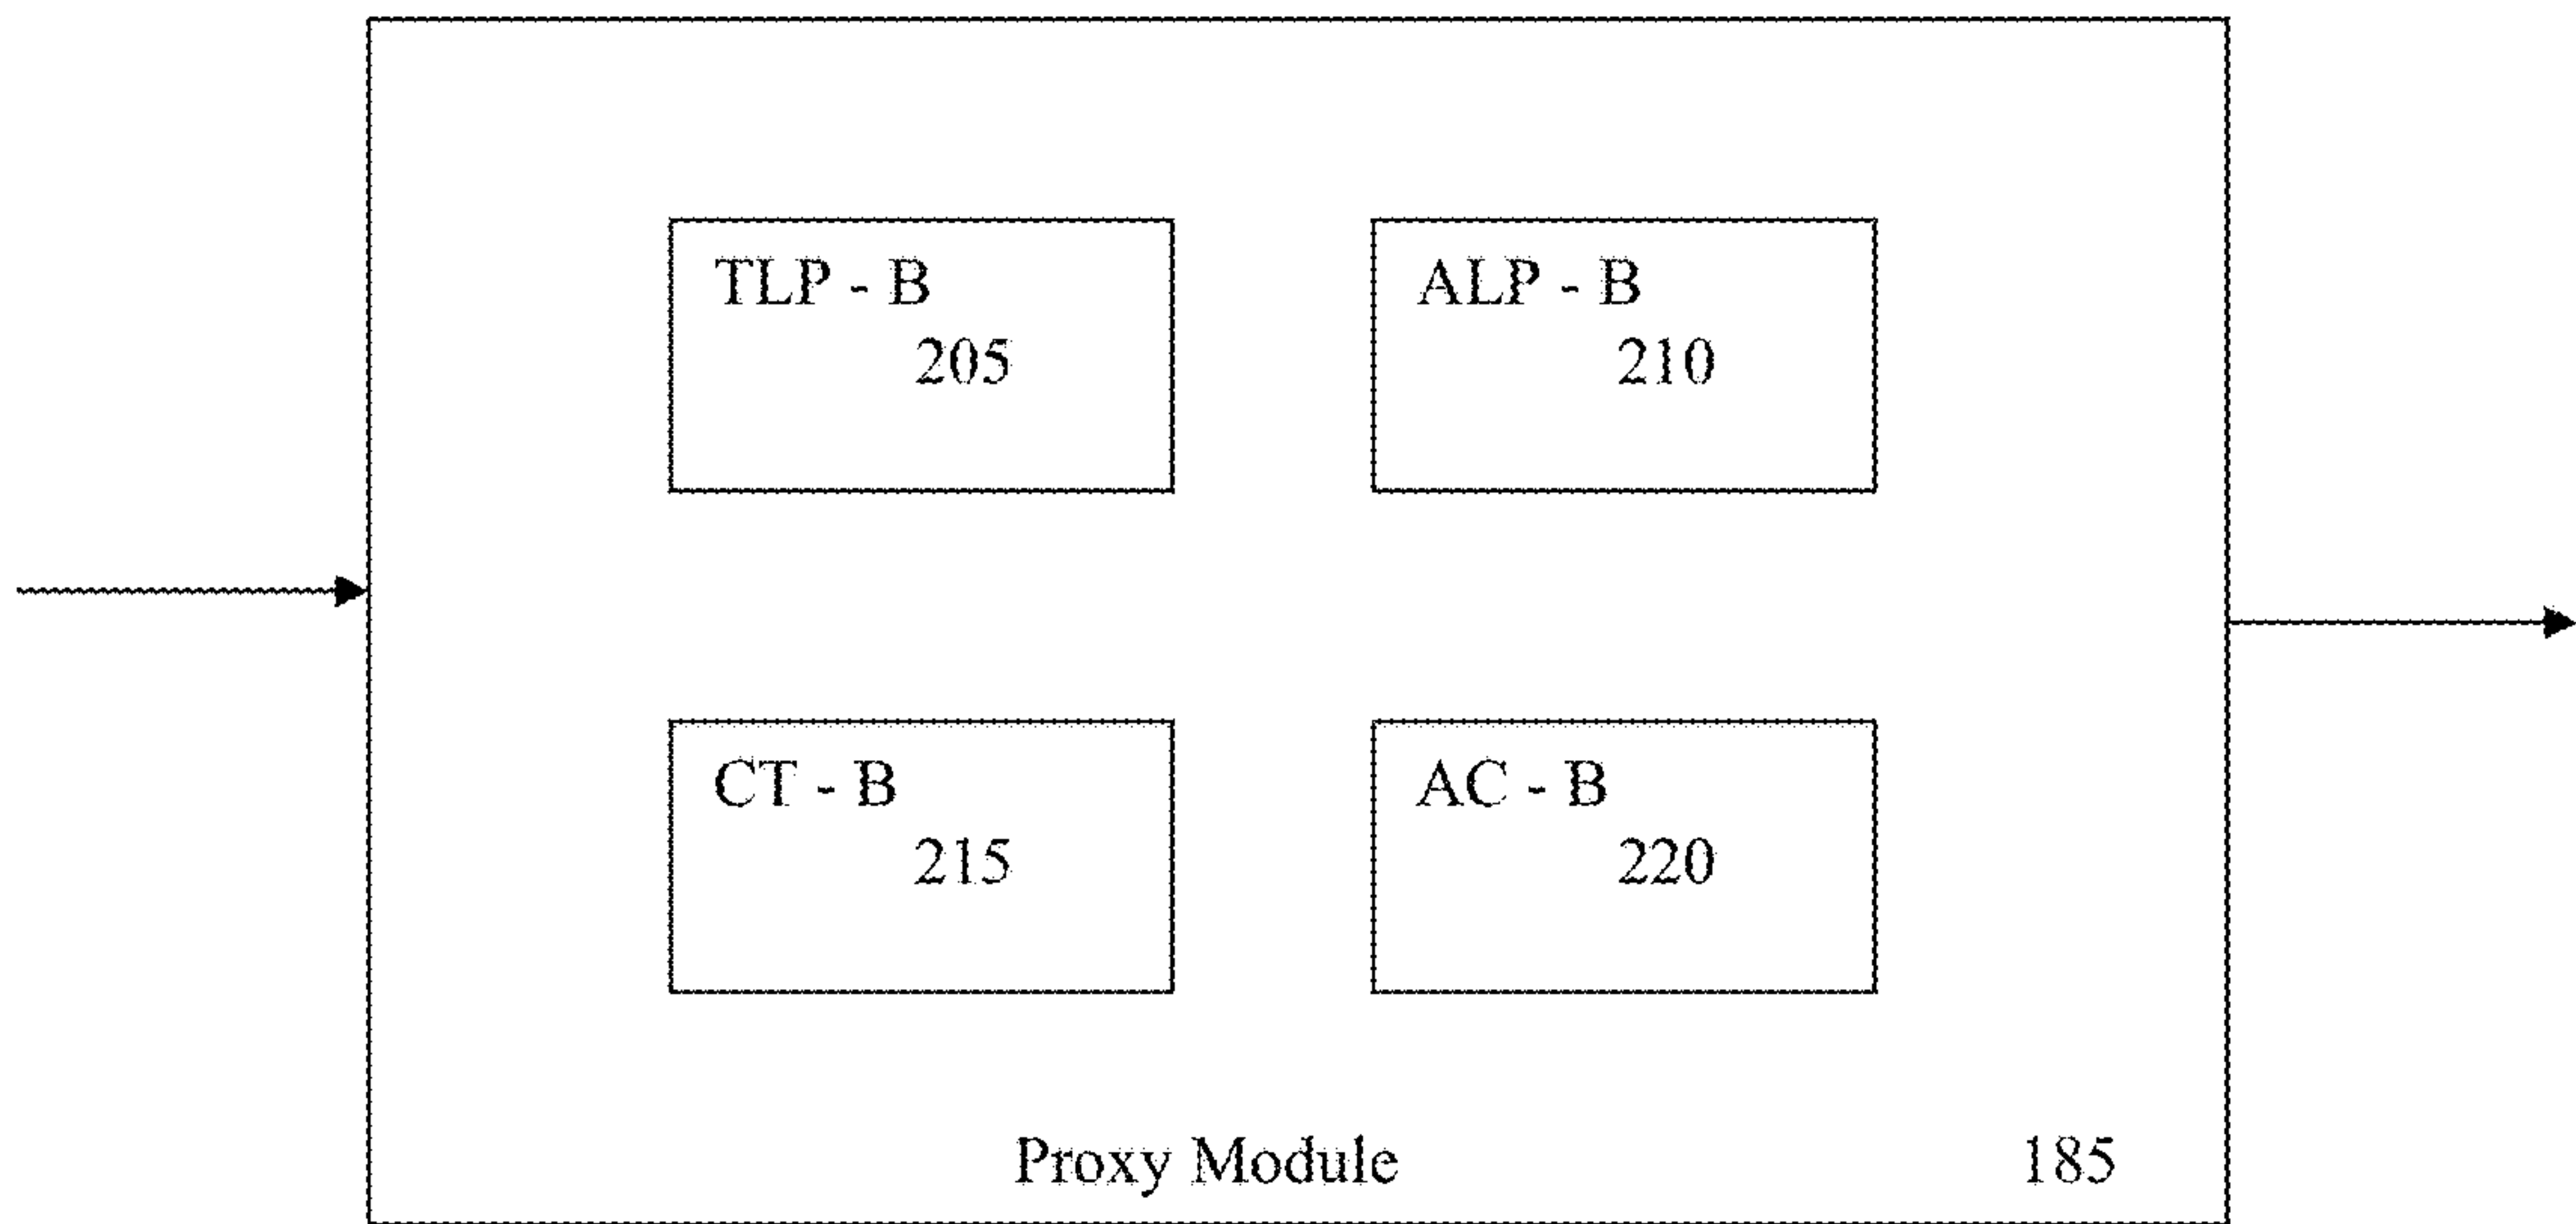 TLP - B
205
ALP - B
210
CT - B
215
AC - B
220
Proxy Module
185